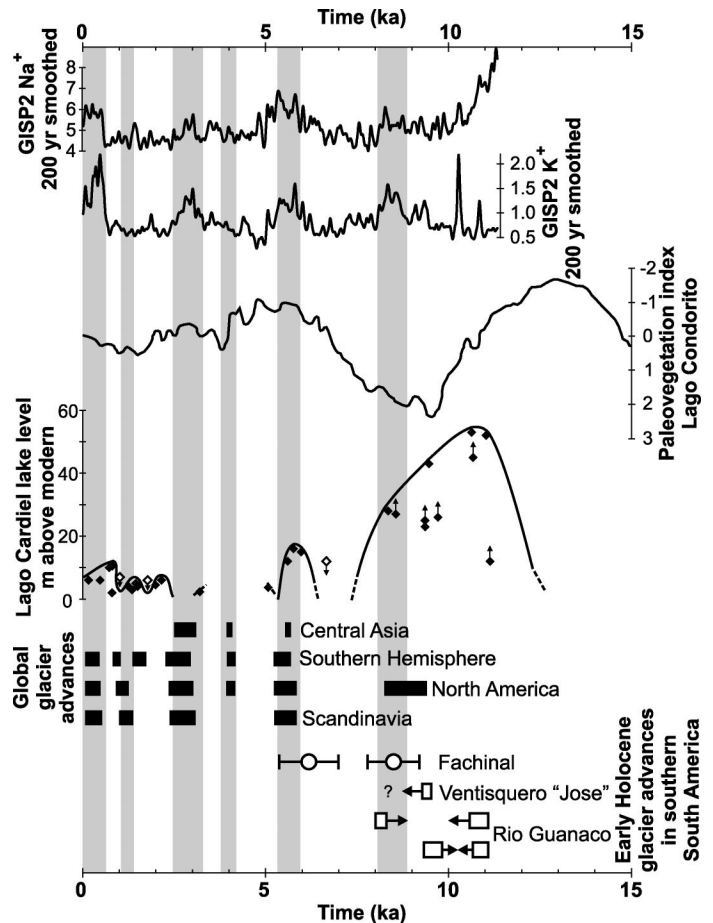 Time (ka)
0 5 10 15
GISP2 Na+
200 yr smoothed
8
7
6
5
4
GISP2 K+
200 yr smoothed
2.0
1.5
1.0
0.5
Paleovegetation index
Lago Condorito
-2
-1
0
1
2
3
Lago Cardiel lake level
m above modern
60
40
20
0
Global
glacier
advances
Central Asia
Southern Hemisphere
North America
Scandinavia
Early Holocene
glacier advances
in southern
South America
Fachinal
? Ventisquero "Jose"
Rio Guanaco
0 5 10 15
Time (ka)